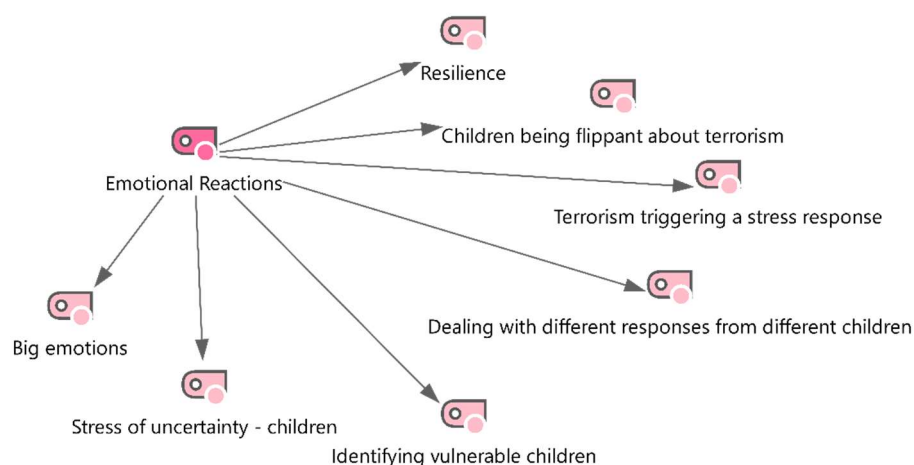 Resilience
Children being flippant about terrorism
Emotional Reactions
Terrorism triggering a stress response
Dealing with different responses from different children
Big emotions
Stress of uncertainty - children
Identifying vulnerable children